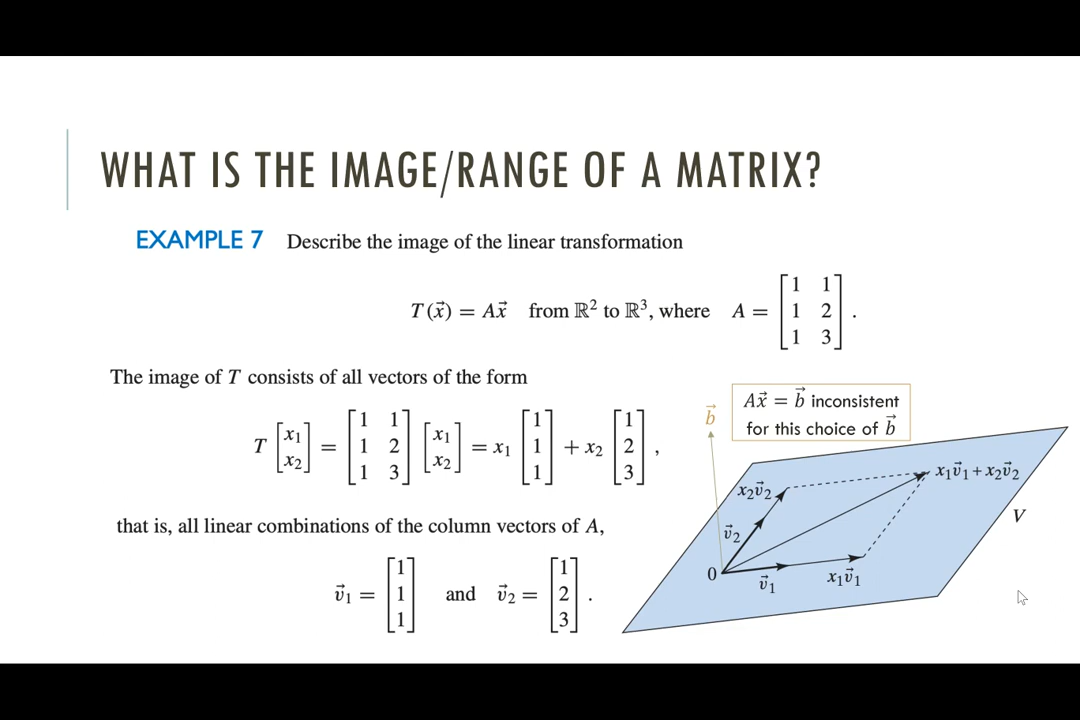 WHAT IS THE IMAGE/RANGE OF A MATRIX?
EXAMPLE 7 Describe the image of the linear transformation
T(x⃗) = Ax⃗ from ℝ² to ℝ³, where A = [1 1; 1 2; 1 3].
The image of T consists of all vectors of the form
T [x₁; x₂] = [1 1; 1 2; 1 3] [x₁; x₂] = x₁ [1; 1; 1] + x₂ [1; 2; 3],
that is, all linear combinations of the column vectors of A,
v⃗₁ = [1; 1; 1] and v⃗₂ = [1; 2; 3].
b⃗
Ax⃗ = b⃗ inconsistent
for this choice of b⃗
x₂v⃗₂
x₁v⃗₁ + x₂v⃗₂
V
v⃗₂
0
v⃗₁
x₁v⃗₁